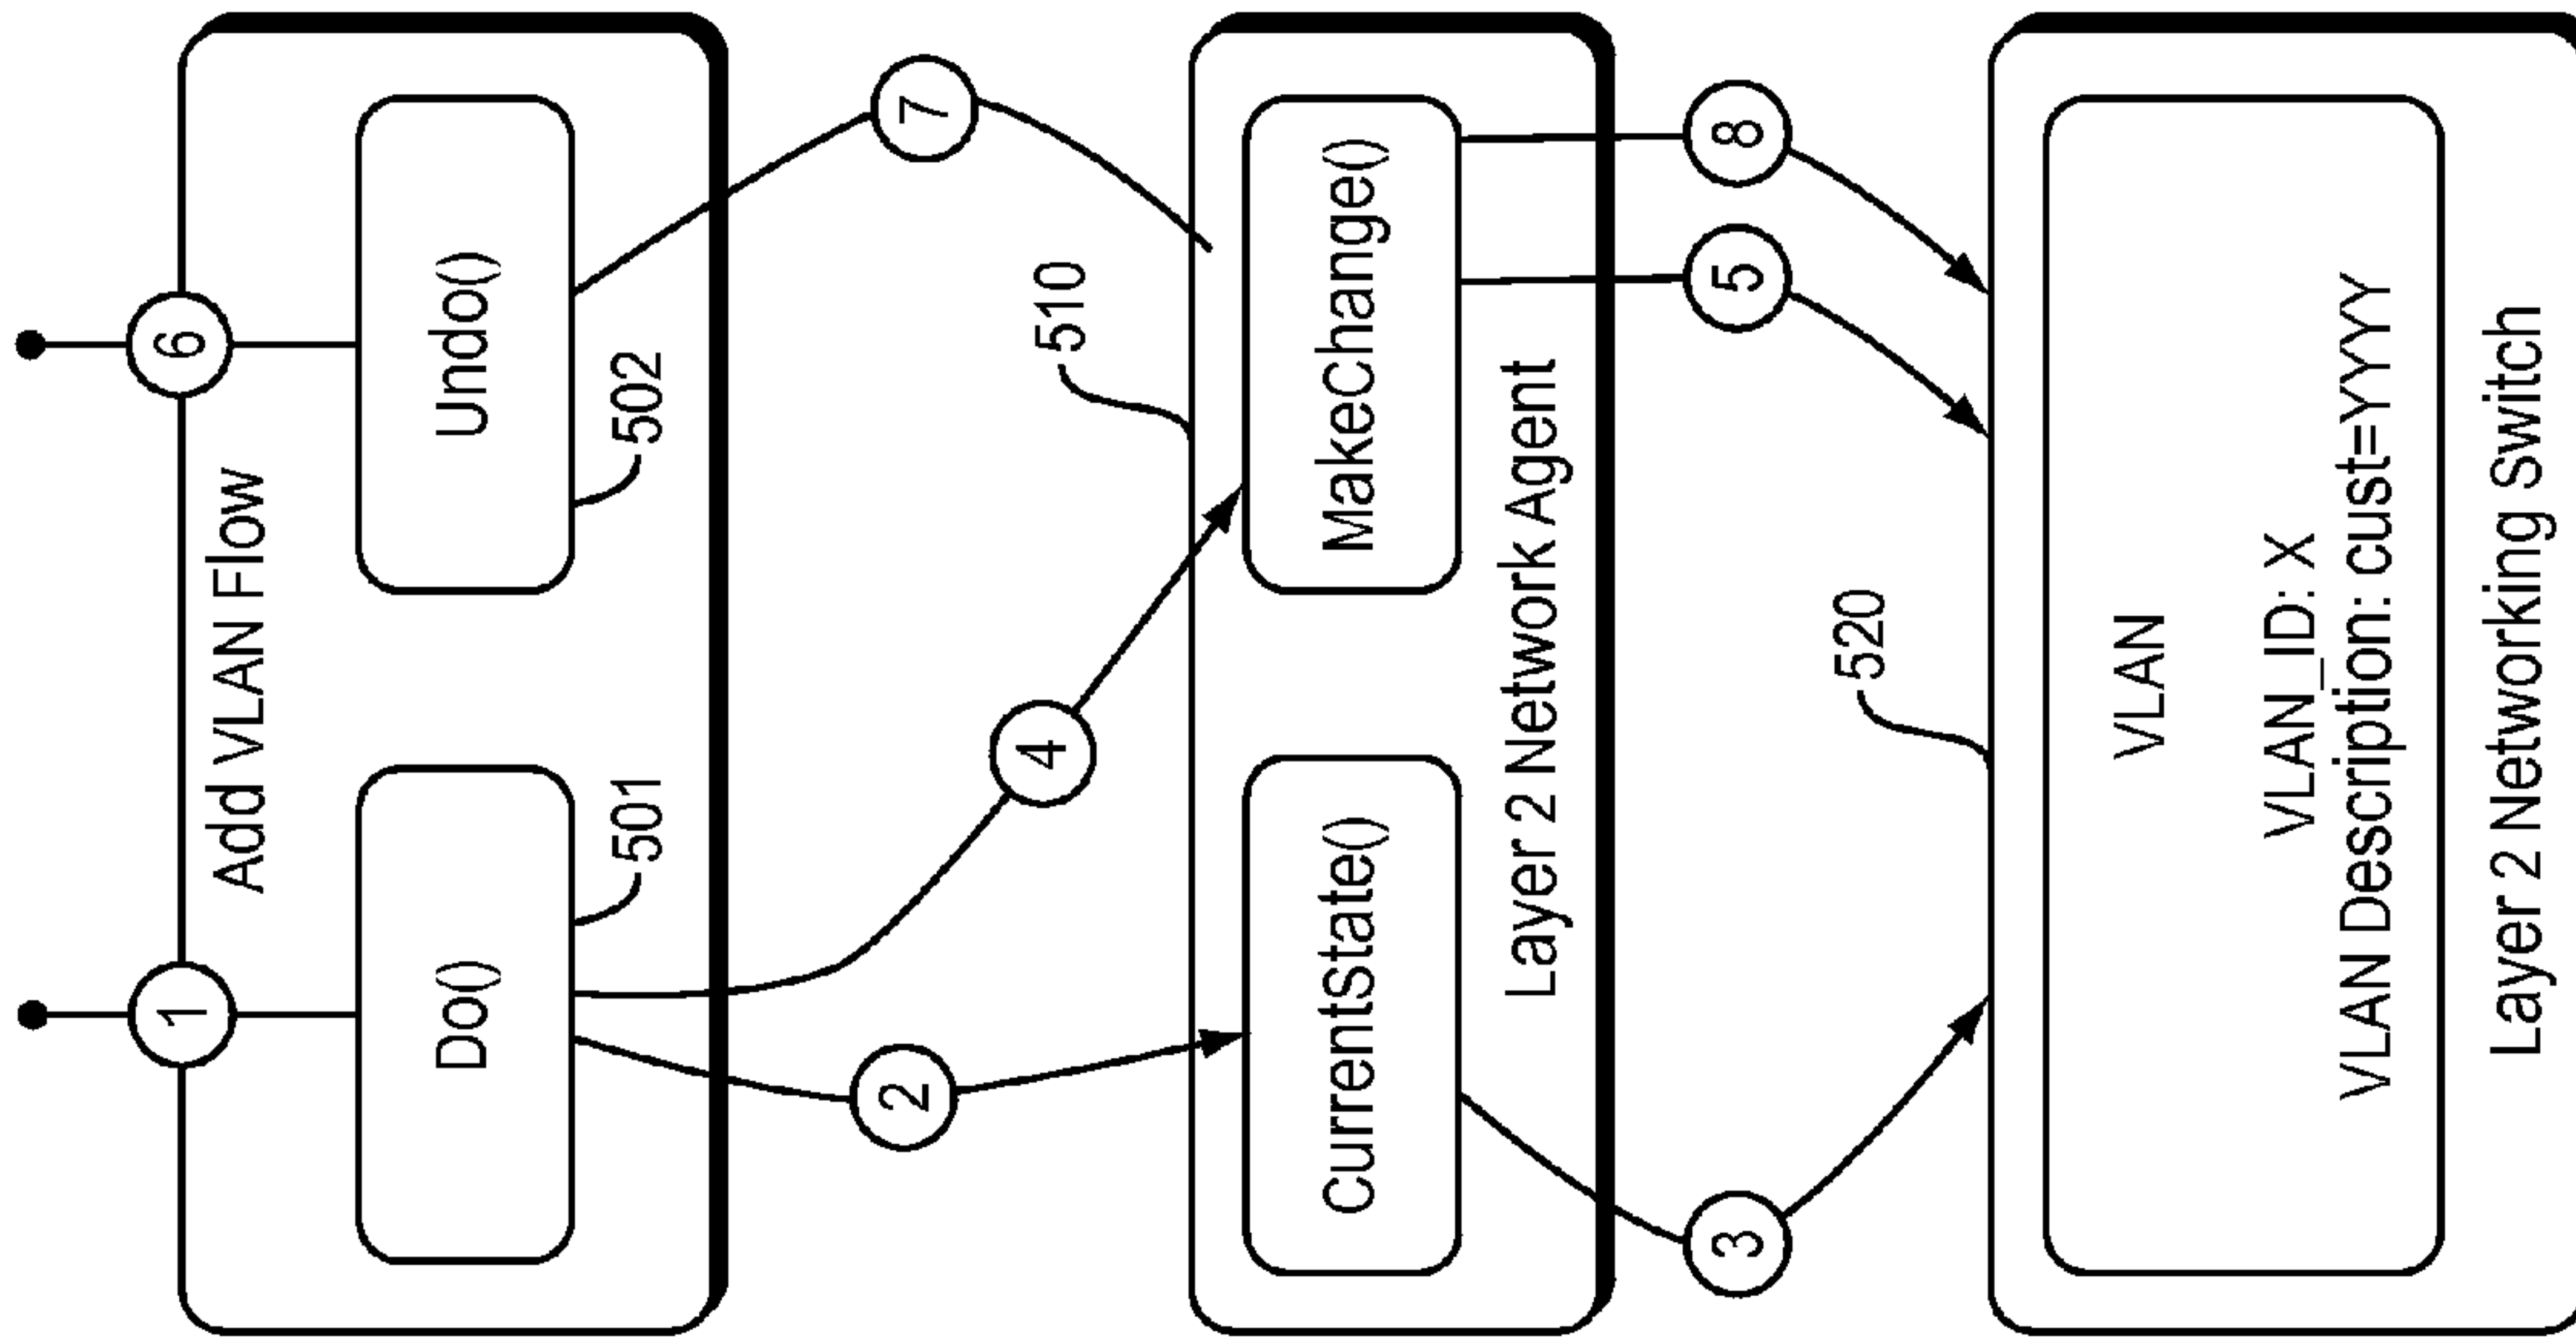 1
6
Add VLAN Flow
Do()
Undo()
501
502
2
4
7
510
CurrentState()
MakeChange()
Layer 2 Network Agent
3
5
8
520
VLAN
VLAN_ID: X
VLAN Description: cust=YYYY
Layer 2 Networking Switch